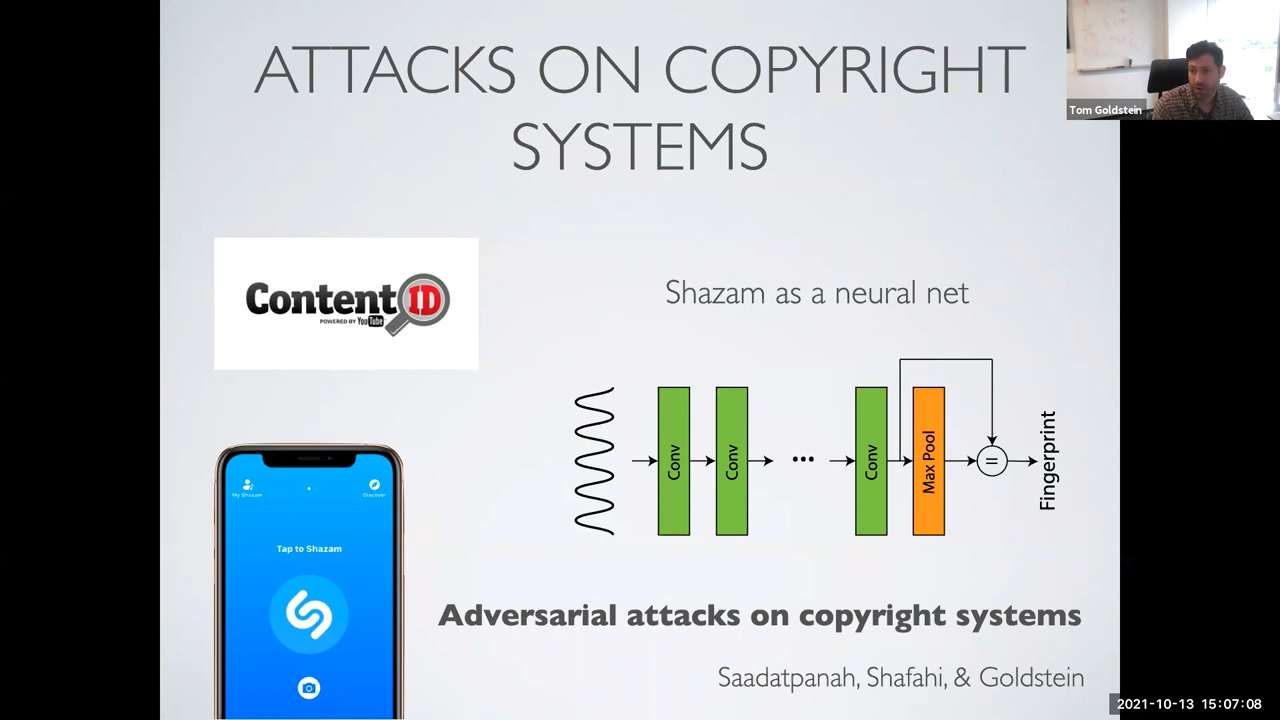 ATTACKS ON COPYRIGHT
SYSTEMS
Tom Goldstein
Content ID
POWERED BY YouTube
Shazam as a neural net
Conv
Conv
...
Conv
Max Pool
=
Fingerprint
My Shazam
Discover
Tap to Shazam
Adversarial attacks on copyright systems
Saadatpanah, Shafahi, & Goldstein
2021-10-13 15:07:08